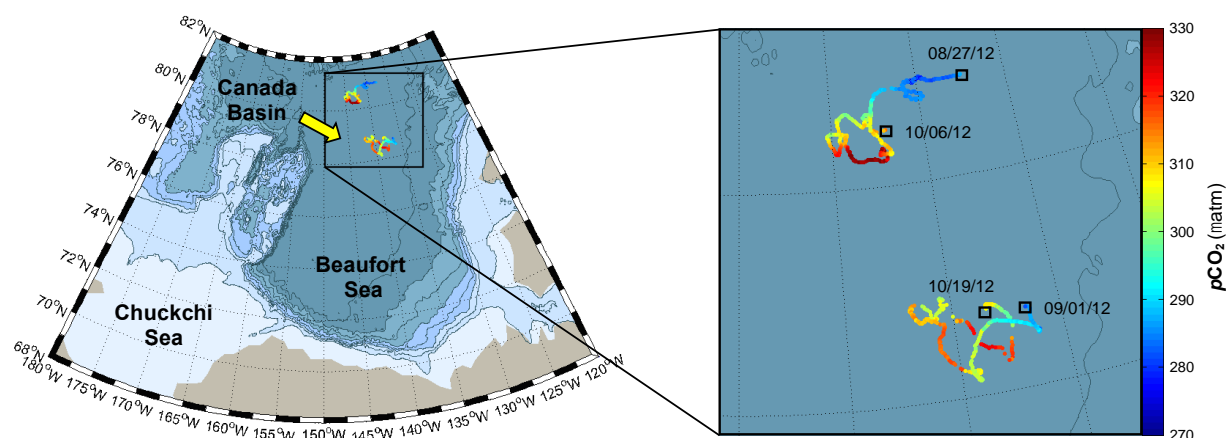 82°N
80°N
78°N
76°N
74°N
72°N
70°N
68°N
180°W
175°W
170°W
165°W
160°W
155°W
150°W
145°W
140°W
135°W
130°W
125°W
120°W
Canada
Basin
Beaufort
Sea
Chuckchi
Sea
08/27/12
10/06/12
10/19/12
09/01/12
330
320
310
300
290
280
270
pCO₂ (matm)